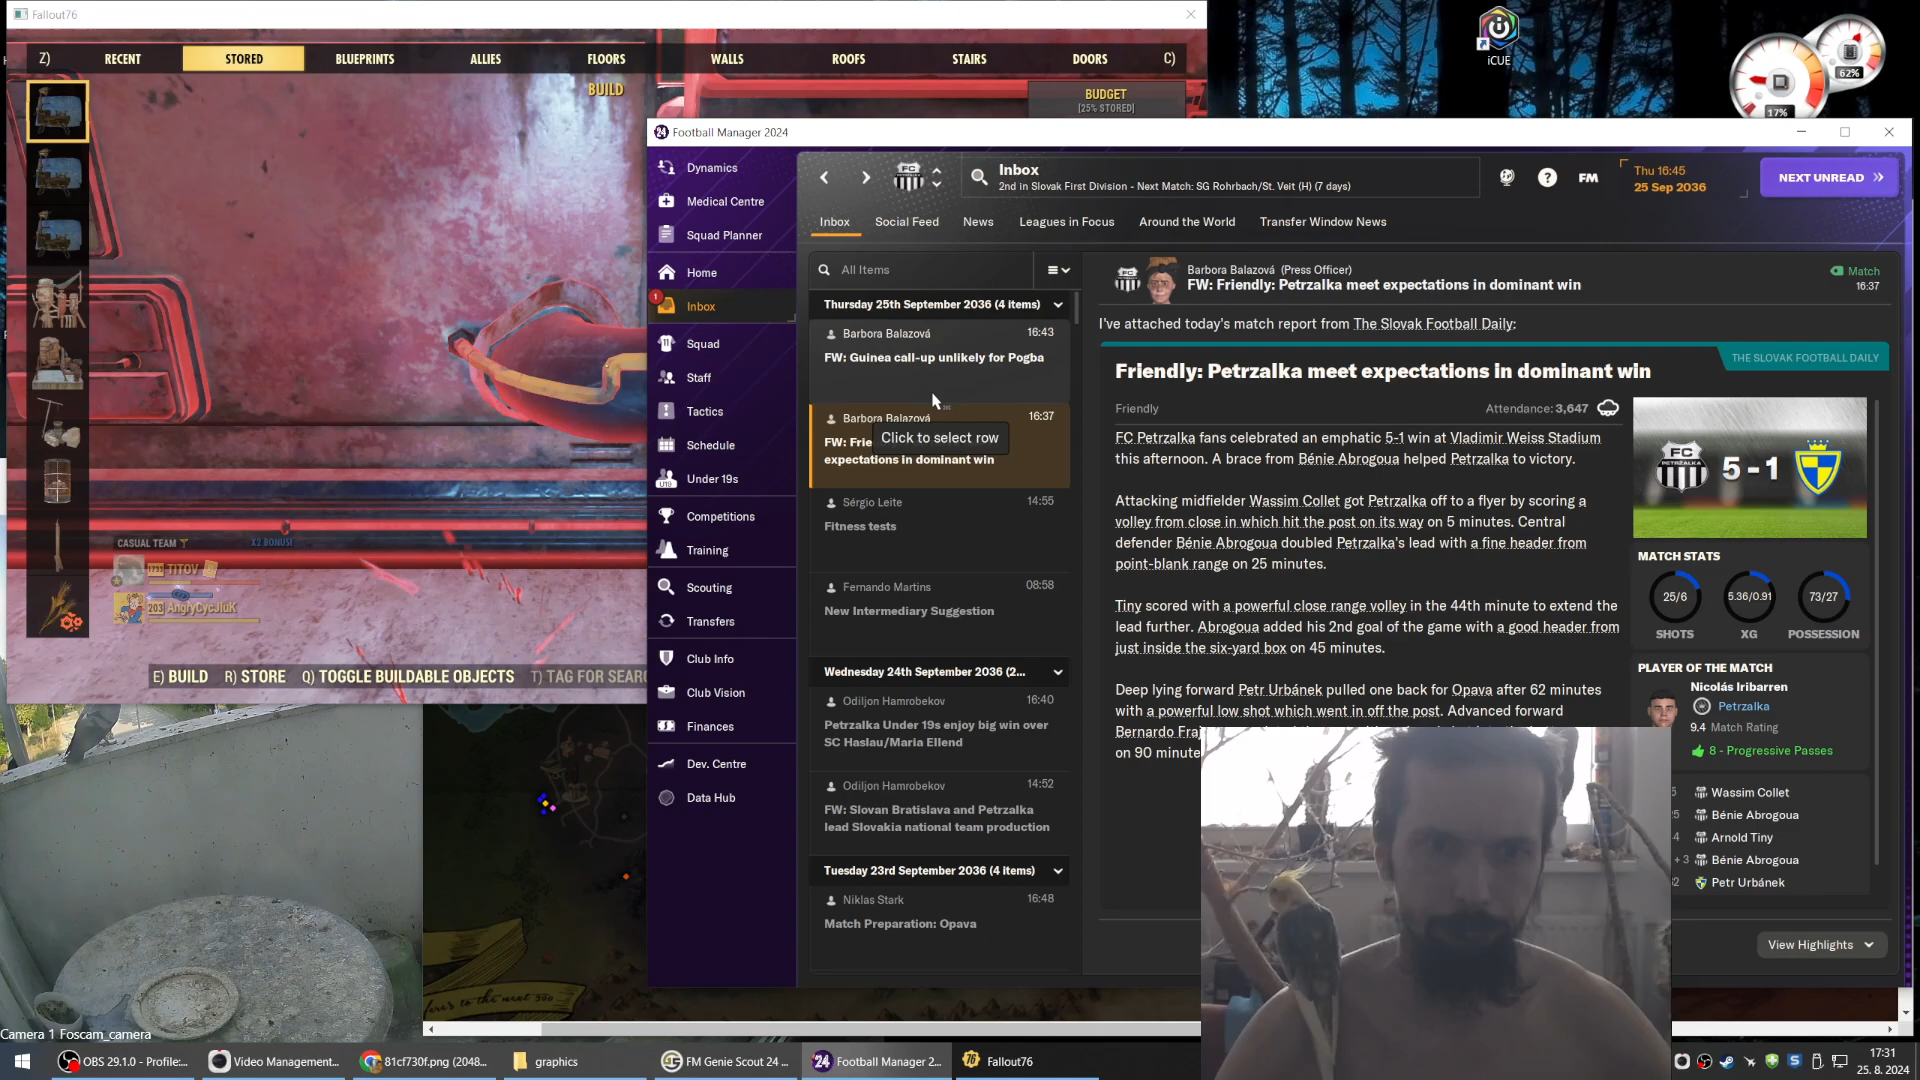 Fallout76
Z)
RECENT
STORED
BLUEPRINTS
ALLIES
FLOORS
WALLS
ROOFS
STAIRS
DOORS
C)
BUILD
BUDGET
[25% STORED]
CASUAL TEAM
X2 BONUS!
TITOV
203 AngryCycJluK
E) BUILD R) STORE Q) TOGGLE BUILDABLE OBJECTS
iCUE
62%
17%
Football Manager 2024
Dynamics
Medical Centre
Squad Planner
Home
1
Inbox
Squad
Staff
Tactics
Schedule
Under 19s
Competitions
Training
Scouting
Transfers
Club Info
Club Vision
Finances
Dev. Centre
Data Hub
Inbox
2nd in Slovak First Division - Next Match: SG Rohrbach/St. Veit (H) (7 days)
FM
Thu 16:45
25 Sep 2036
NEXT UNREAD
Inbox
Social Feed
News
Leagues in Focus
Around the World
Transfer Window News
All Items
Thursday 25th September 2036 (4 items)
Barbora Balazová 16:43
FW: Guinea call-up unlikely for Pogba
Barbora Balazová 16:37
Click to select row
expectations in dominant win
Sérgio Leite 14:55
Fitness tests
Fernando Martins 08:58
New Intermediary Suggestion
Wednesday 24th September 2036 (2...
Odiljon Hamrobekov 16:40
Petrzalka Under 19s enjoy big win over
SC Haslau/Maria Ellend
Odiljon Hamrobekov 14:52
FW: Slovan Bratislava and Petrzalka
lead Slovakia national team production
Tuesday 23rd September 2036 (4 items)
Niklas Stark 16:48
Match Preparation: Opava
Barbora Balazová (Press Officer)
FW: Friendly: Petrzalka meet expectations in dominant win
Match
16:37
I've attached today's match report from The Slovak Football Daily:
THE SLOVAK FOOTBALL DAILY
Friendly: Petrzalka meet expectations in dominant win
Friendly
Attendance: 3,647
FC Petrzalka fans celebrated an emphatic 5-1 win at Vladimir Weiss Stadium
this afternoon. A brace from Bénie Abrogoua helped Petrzalka to victory.
Attacking midfielder Wassim Collet got Petrzalka off to a flyer by scoring a
volley from close in which hit the post on its way on 5 minutes. Central
defender Bénie Abrogoua doubled Petrzalka's lead with a fine header from
point-blank range on 25 minutes.
Tiny scored with a powerful close range volley in the 44th minute to extend the
lead further. Abrogoua added his 2nd goal of the game with a good header from
just inside the six-yard box on 45 minutes.
Deep lying forward Petr Urbánek pulled one back for Opava after 62 minutes
with a powerful low shot which went in off the post. Advanced forward
Bernardo
on 90
FC
PETRZALKA
5 - 1
MATCH STATS
25/6
5.36/0.91
73/27
SHOTS
XG
POSSESSION
PLAYER OF THE MATCH
Nicolás Iribarren
Petrzalka
9.4 Match Rating
8 - Progressive Passes
Wassim Collet
Bénie Abrogoua
Arnold Tiny
+ 3 Bénie Abrogoua
Petr Urbánek
View Highlights
Camera 1 Foscam_camera
OBS 29.1.0 - Profile:...
Video Management...
81cf730f.png (2048...
graphics
FM Genie Scout 24 ...
Football Manager 2...
Fallout76
17:31
25. 8. 2024